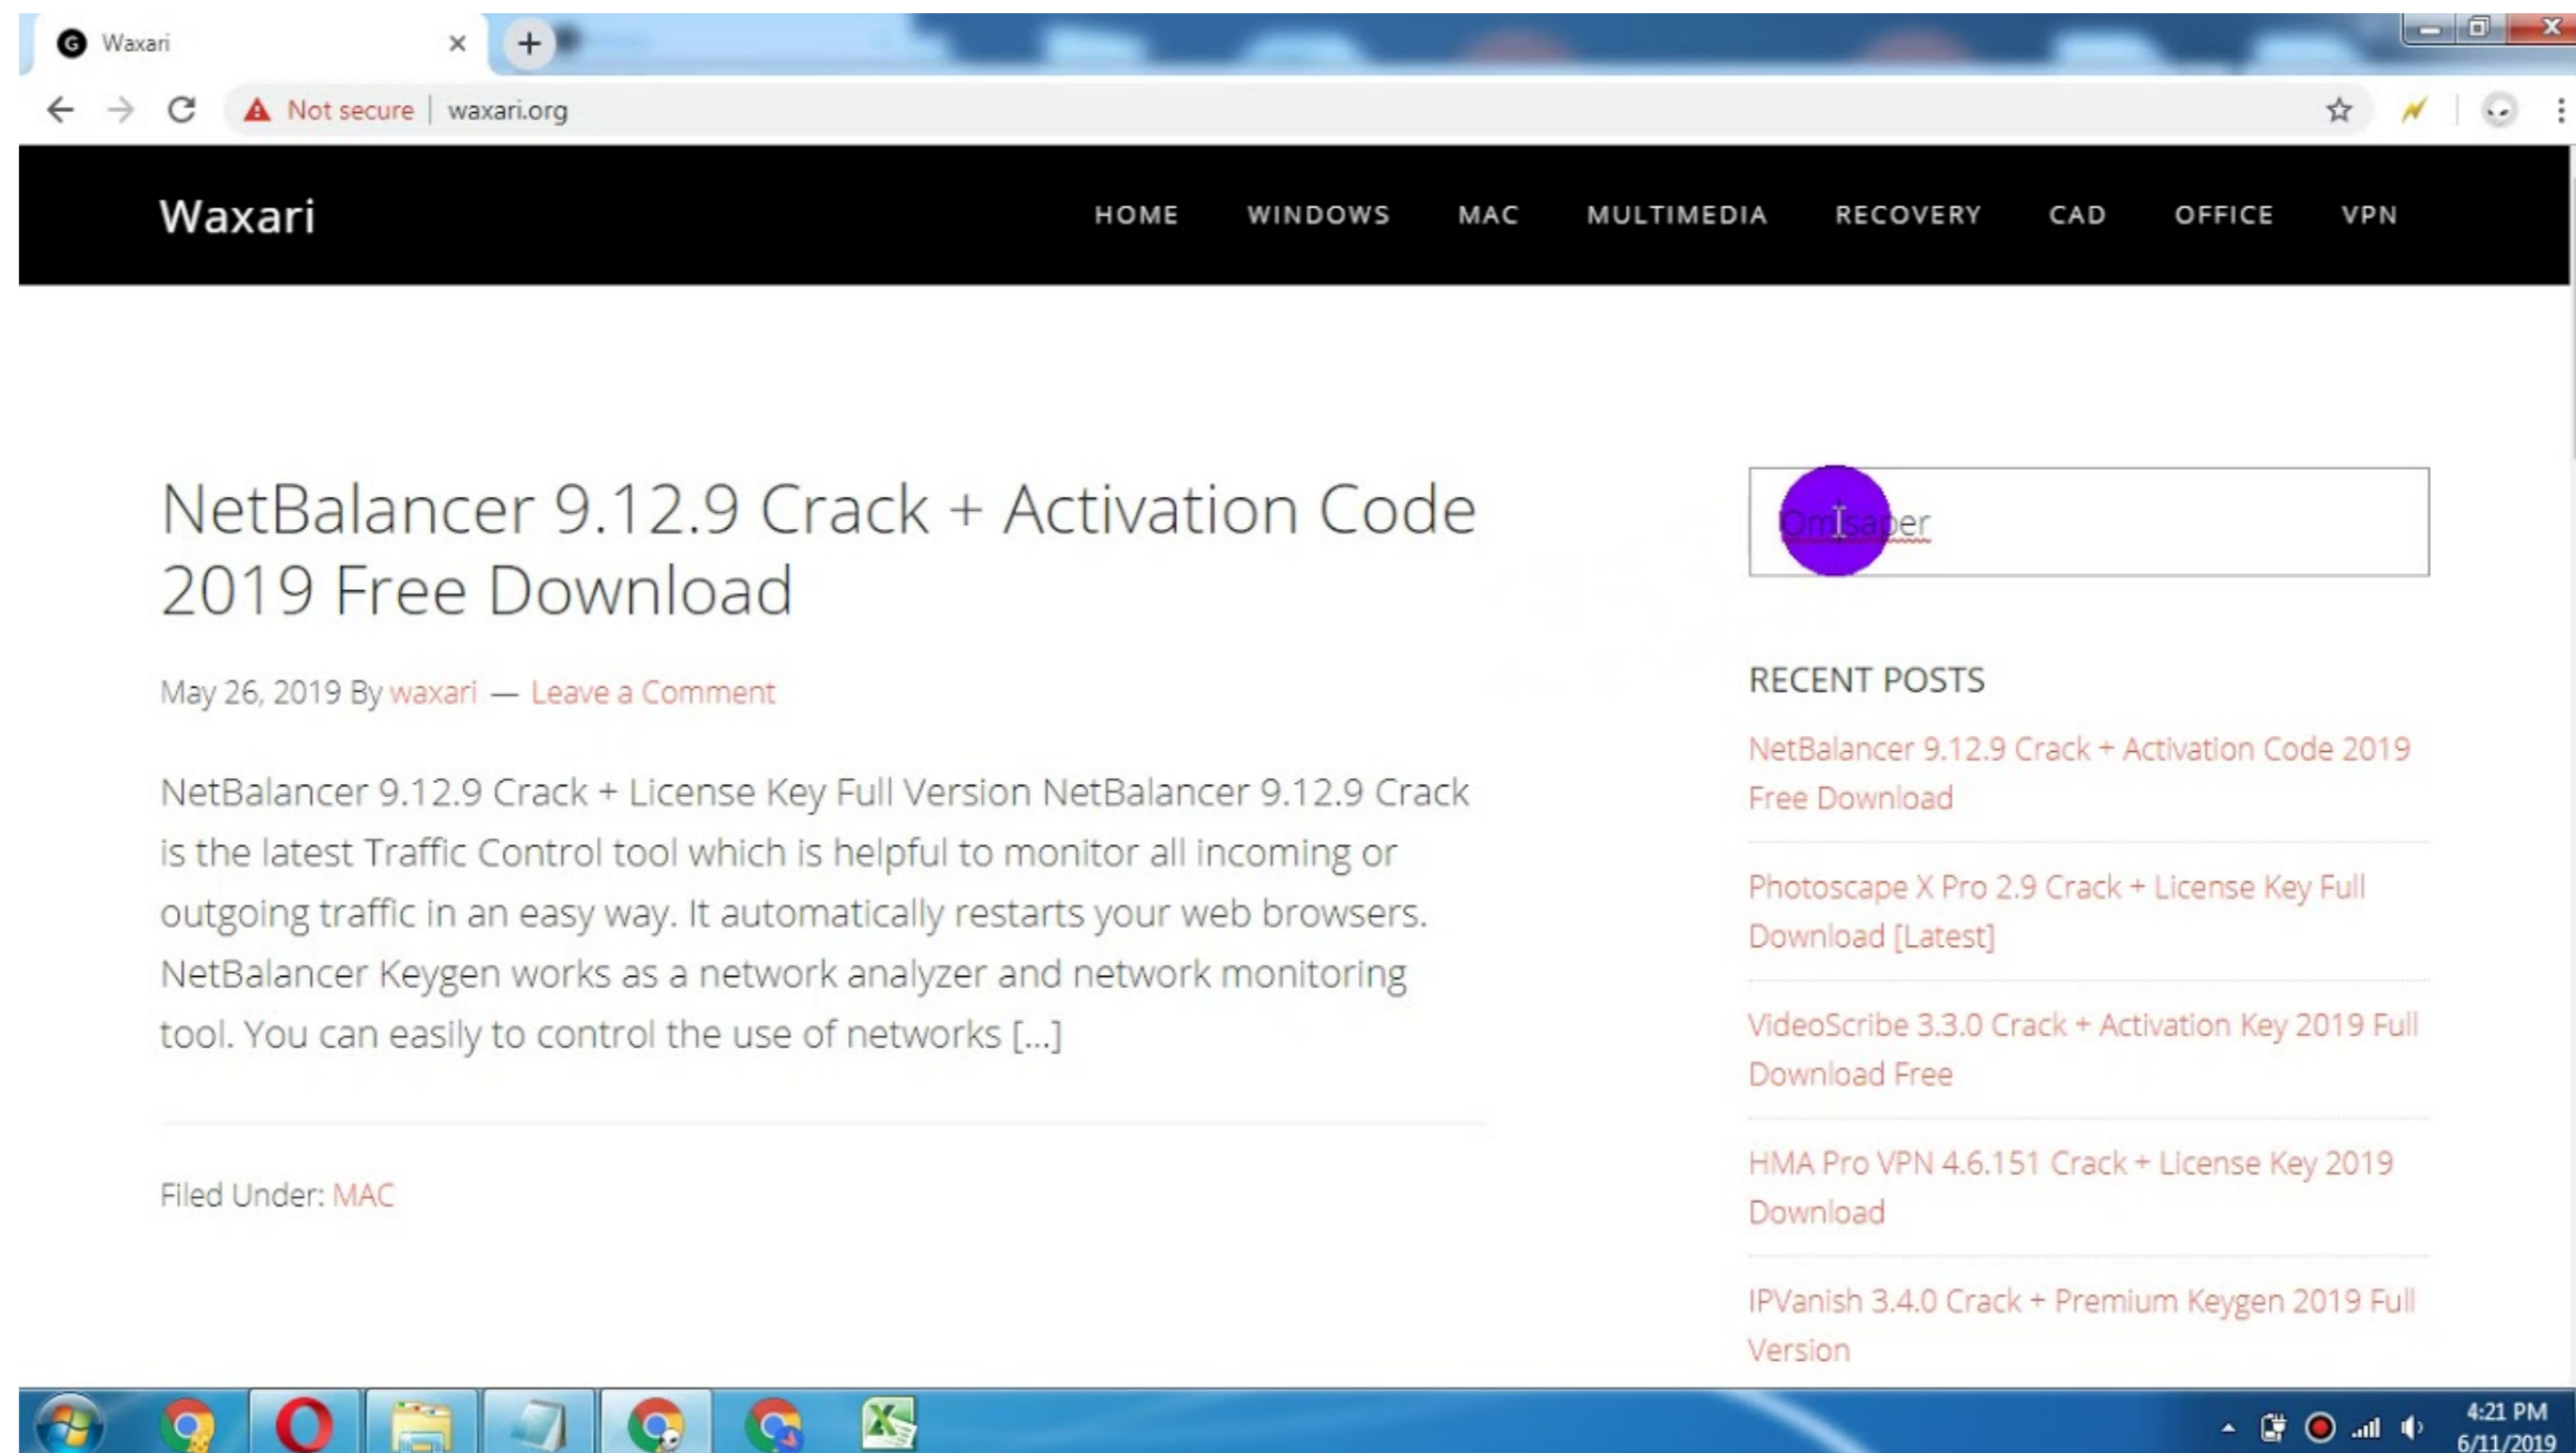 Waxari
Not secure
waxari.org
Waxari
HOME WINDOWS MAC MULTIMEDIA RECOVERY CAD OFFICE VPN
NetBalancer 9.12.9 Crack + Activation Code
2019 Free Download
May 26, 2019 By waxari — Leave a Comment
NetBalancer 9.12.9 Crack + License Key Full Version NetBalancer 9.12.9 Crack
is the latest Traffic Control tool which is helpful to monitor all incoming or
outgoing traffic in an easy way. It automatically restarts your web browsers.
NetBalancer Keygen works as a network analyzer and network monitoring
tool. You can easily to control the use of networks [...]
Filed Under: MAC
RECENT POSTS
NetBalancer 9.12.9 Crack + Activation Code 2019
Free Download
Photoscape X Pro 2.9 Crack + License Key Full
Download [Latest]
VideoScribe 3.3.0 Crack + Activation Key 2019 Full
Download Free
HMA Pro VPN 4.6.151 Crack + License Key 2019
Download
IPVanish 3.4.0 Crack + Premium Keygen 2019 Full
Version
4:21 PM
6/11/2019